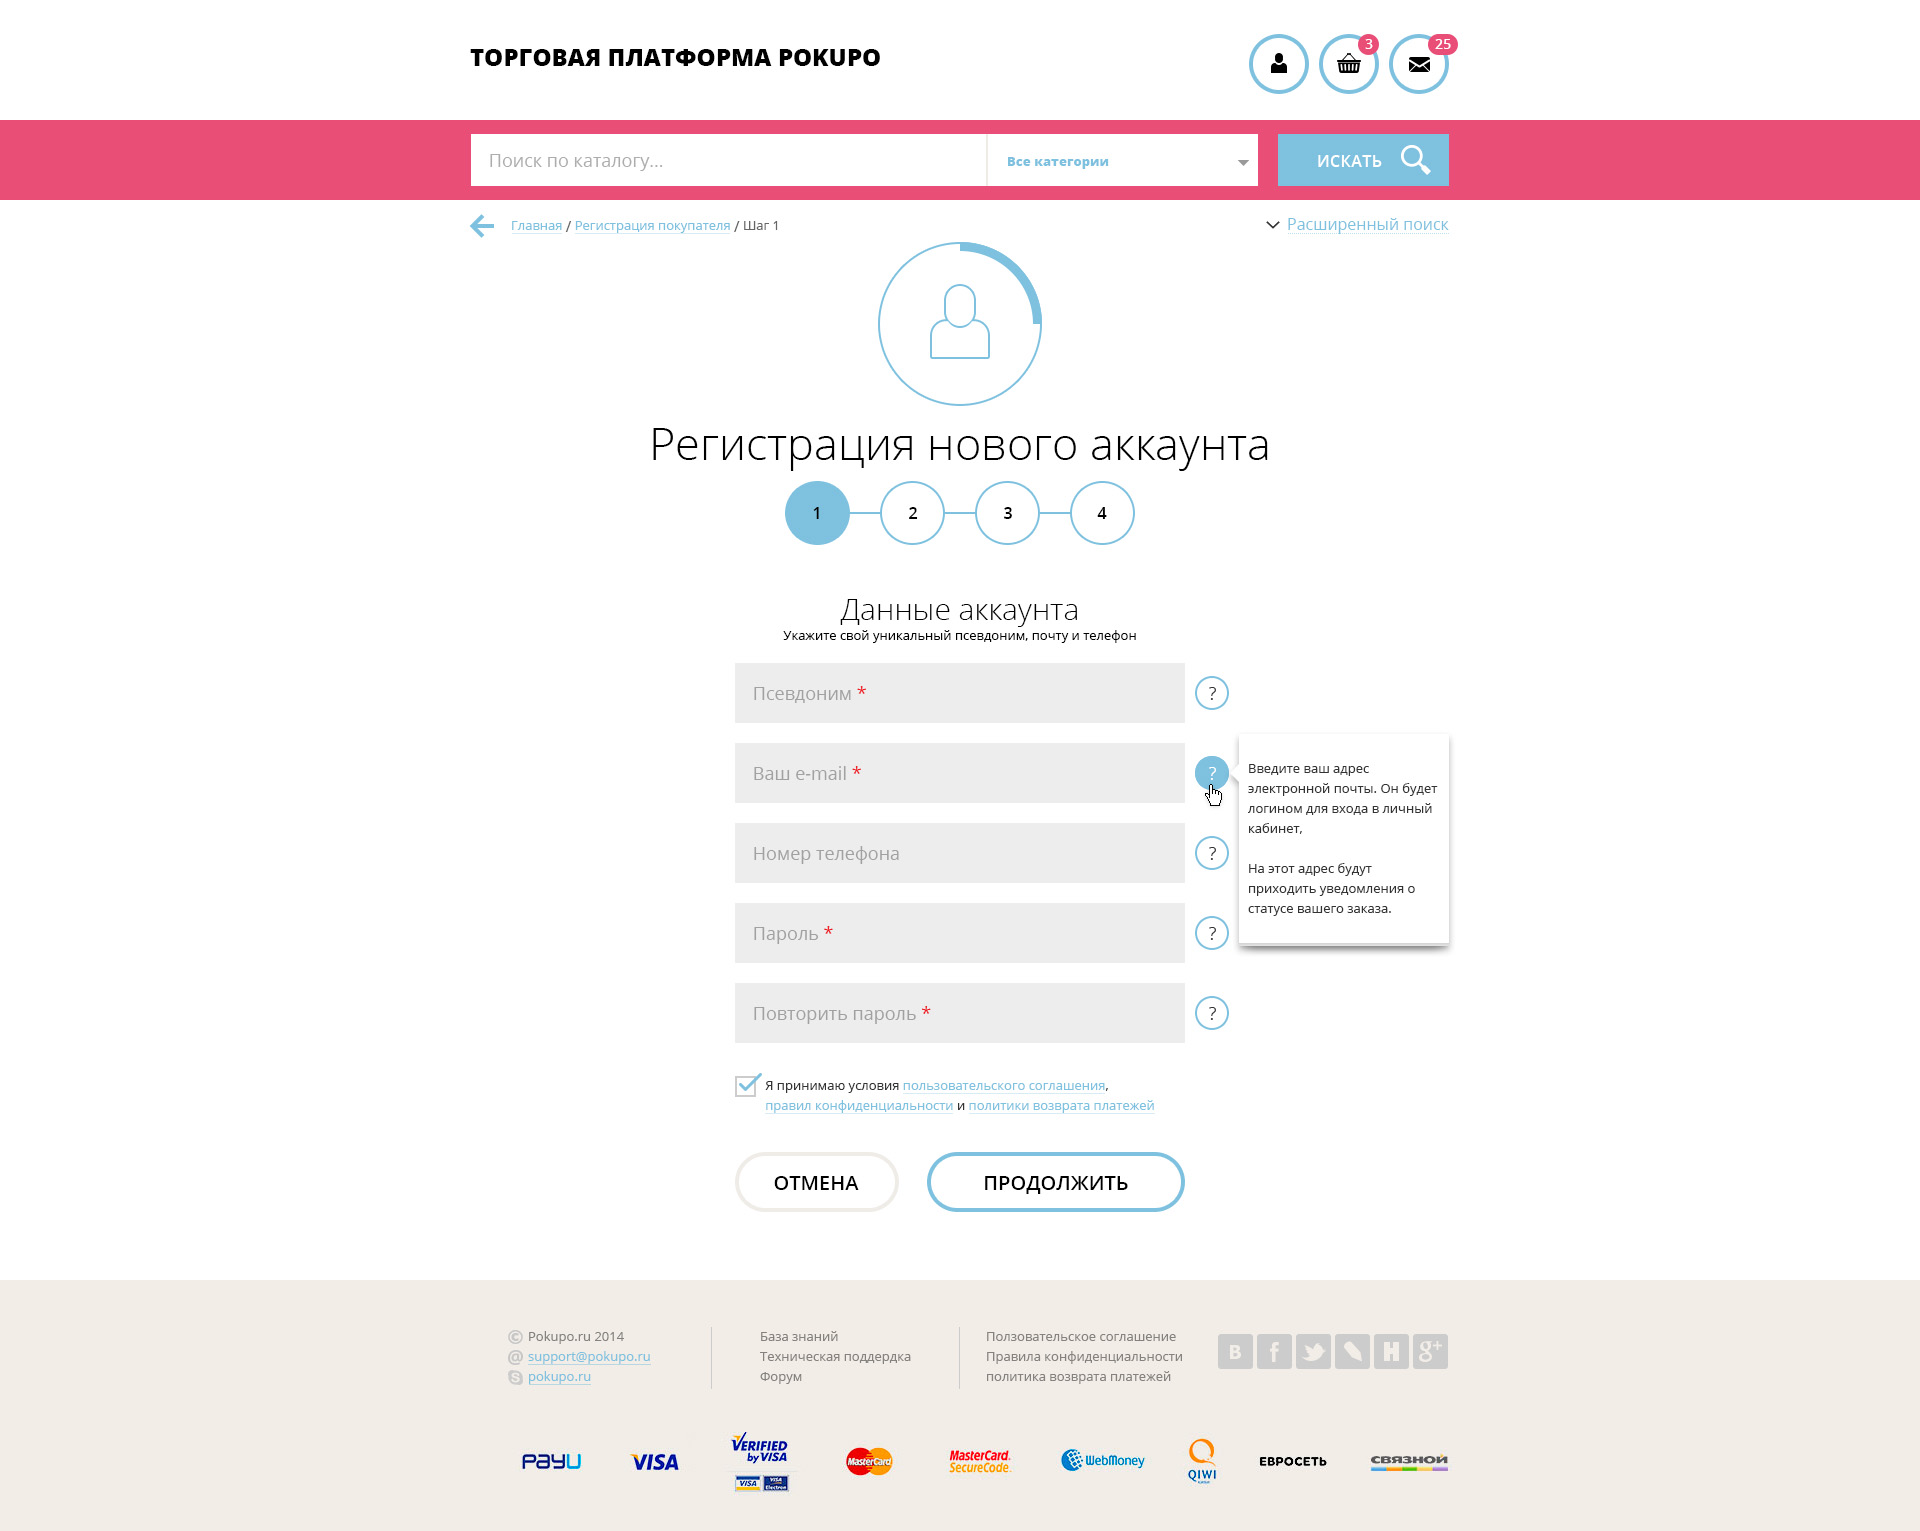 ТОРГОВАЯ ПЛАТФОРМА POKUPO
3
25
Поиск по каталогу...
Все категории
ИСКАТЬ
Главная / Регистрация покупателя / Шаг 1
Расширенный поиск
Регистрация нового аккаунта
1
2
3
4
Данные аккаунта
Укажите свой уникальный псевдоним, почту и телефон
Псевдоним *
?
Ваш e-mail *
?
Введите ваш адрес
электронной почты. Он будет
логином для входа в личный
кабинет,
На этот адрес будут
приходить уведомления о
статусе вашего заказа.
Номер телефона
?
Пароль *
?
Повторить пароль *
?
Я принимаю условия пользовательского соглашения,
правил конфиденциальности и политики возврата платежей
ОТМЕНА
ПРОДОЛЖИТЬ
© Pokupo.ru 2014
@ support@pokupo.ru
S pokupo.ru
База знаний
Техническая поддердка
Форум
Ползовательское соглашение
Правила конфиденциальности
политика возврата платежей
B
f
H
g+
PayU
VISA
VERIFIED
by VISA
VISA
VISA
Electron
MasterCard
MasterCard.
SecureCode.
WebMoney
QIWI
ЕВРОСЕТЬ
СВЯЗНОЙ